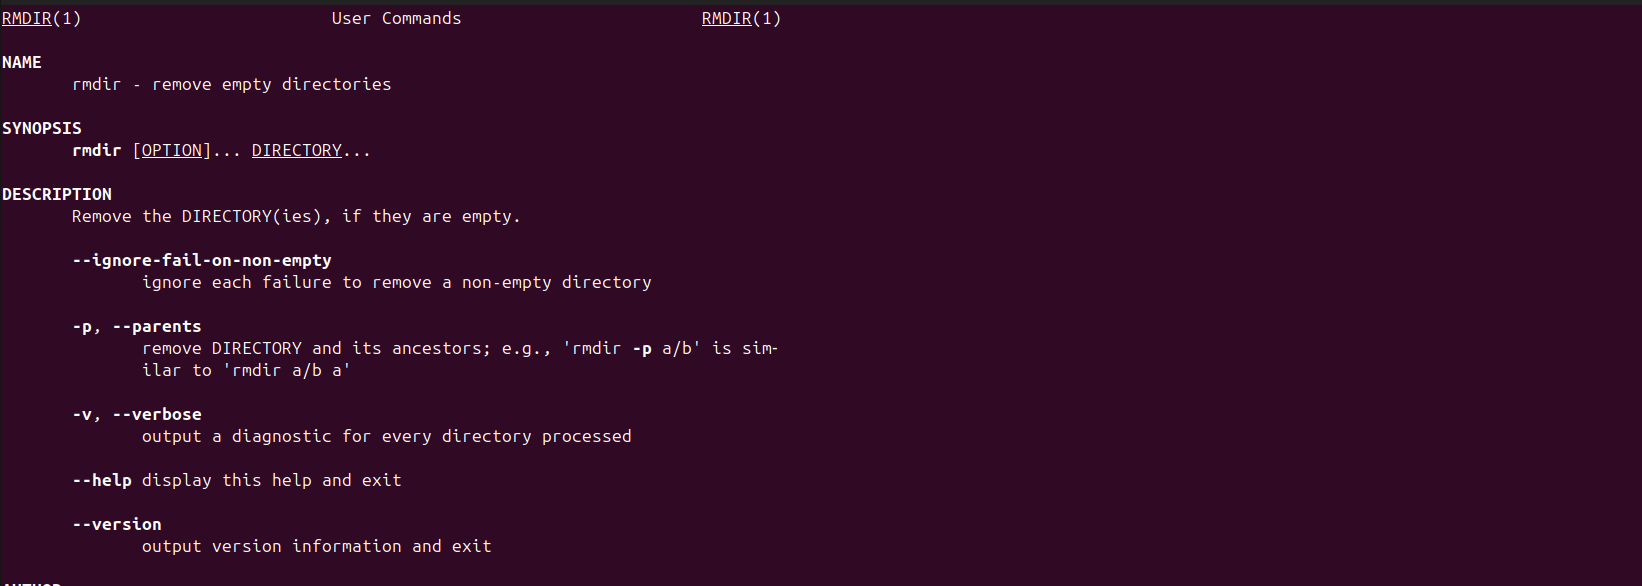 RMDIR(1) User Commands RMDIR(1)
NAME
rmdir - remove empty directories
SYNOPSIS
rmdir [OPTION]... DIRECTORY...
DESCRIPTION
Remove the DIRECTORY(ies), if they are empty.
--ignore-fail-on-non-empty
ignore each failure to remove a non-empty directory
-p, --parents
remove DIRECTORY and its ancestors; e.g., 'rmdir -p a/b' is sim-
ilar to 'rmdir a/b a'
-v, --verbose
output a diagnostic for every directory processed
--help display this help and exit
--version
output version information and exit
AUTHOR